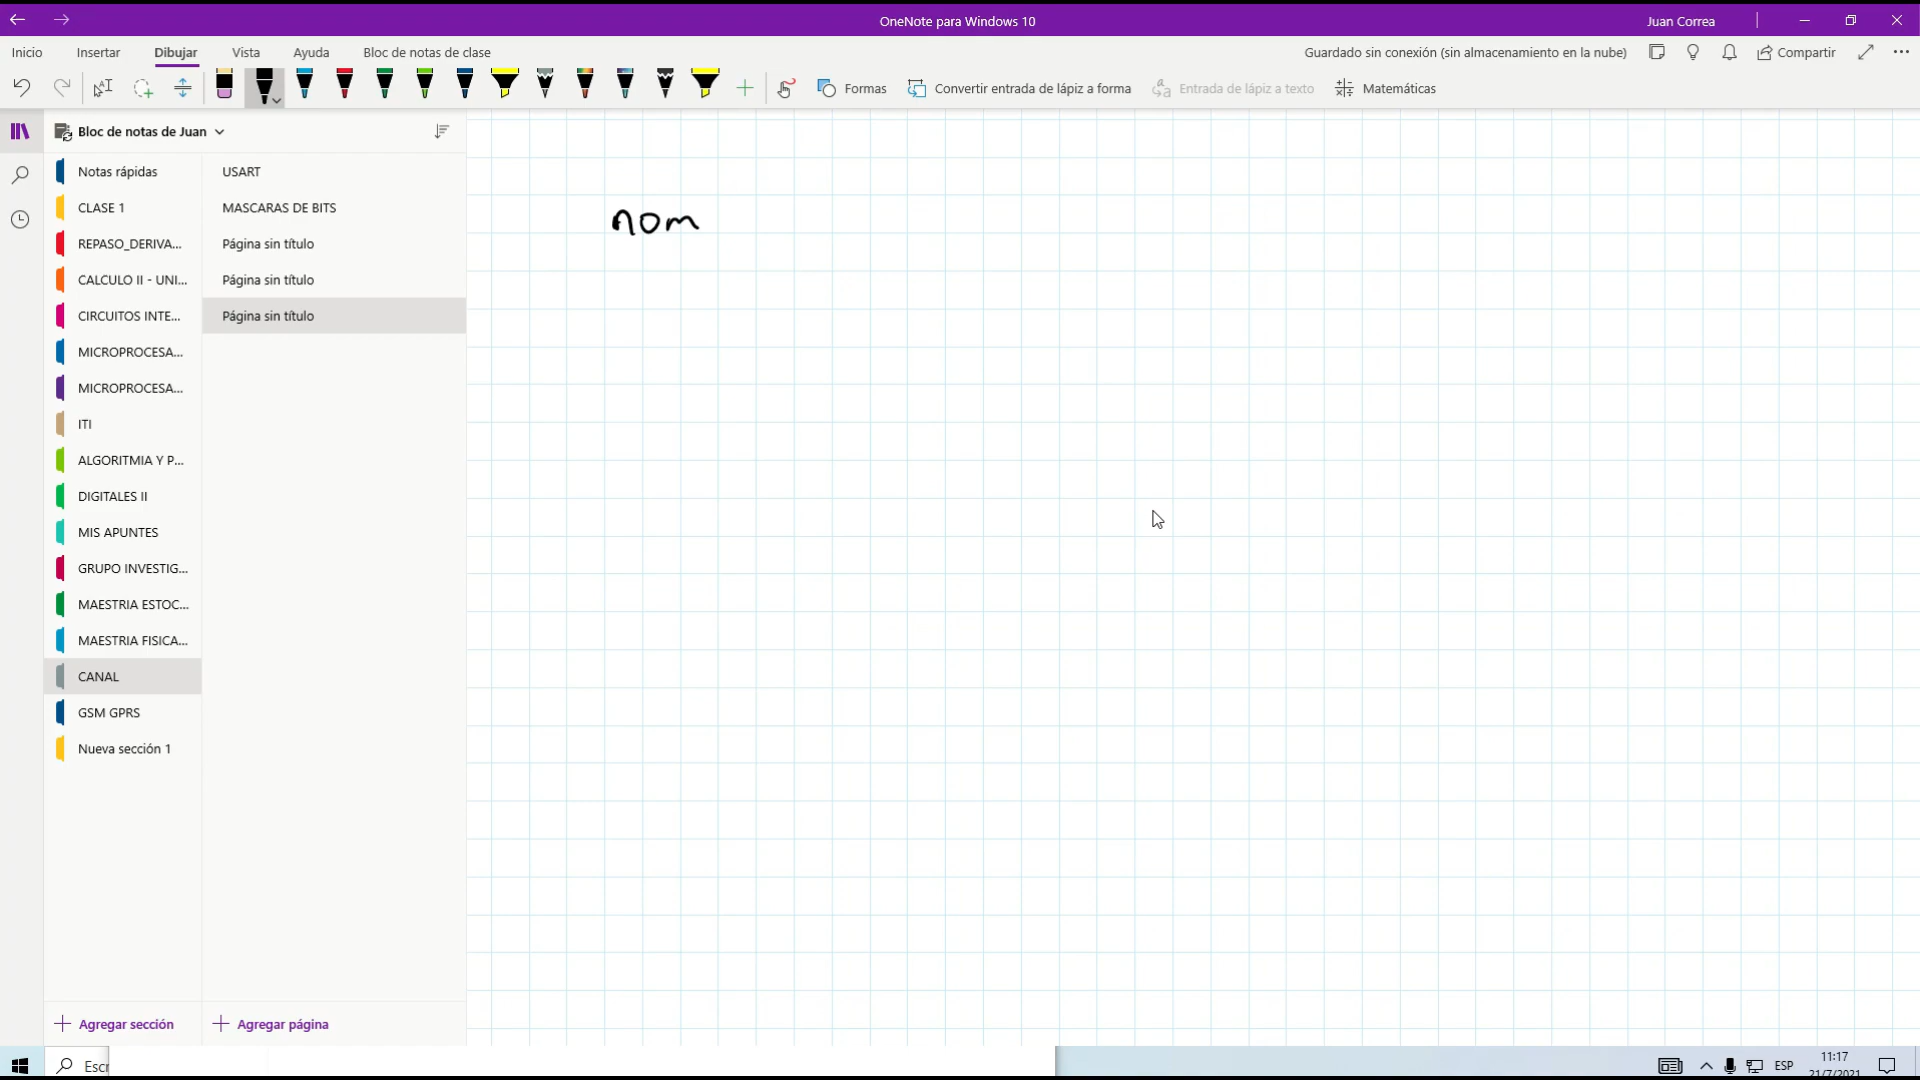 OneNote para Windows 10
Juan Correa
Inicio Insertar Dibujar Vista Ayuda Bloc de notas de clase
Guardado sin conexión (sin almacenamiento en la nube) Compartir
Formas Convertir entrada de lápiz a forma Entrada de lápiz a texto Matemáticas
Bloc de notas de Juan
Notas rápidas
CLASE 1
REPASO_DERIVA...
CALCULO II - UNI...
CIRCUITOS INTE...
MICROPROCESA...
MICROPROCESA...
ITI
ALGORITMIA Y P...
DIGITALES II
MIS APUNTES
GRUPO INVESTIG...
MAESTRIA ESTOC...
MAESTRIA FISICA...
CANAL
GSM GPRS
Nueva sección 1
Agregar sección
USART
MASCARAS DE BITS
Página sin título
Página sin título
Página sin título
Agregar página
nom
Escr
ESP
11:17
21/7/2021